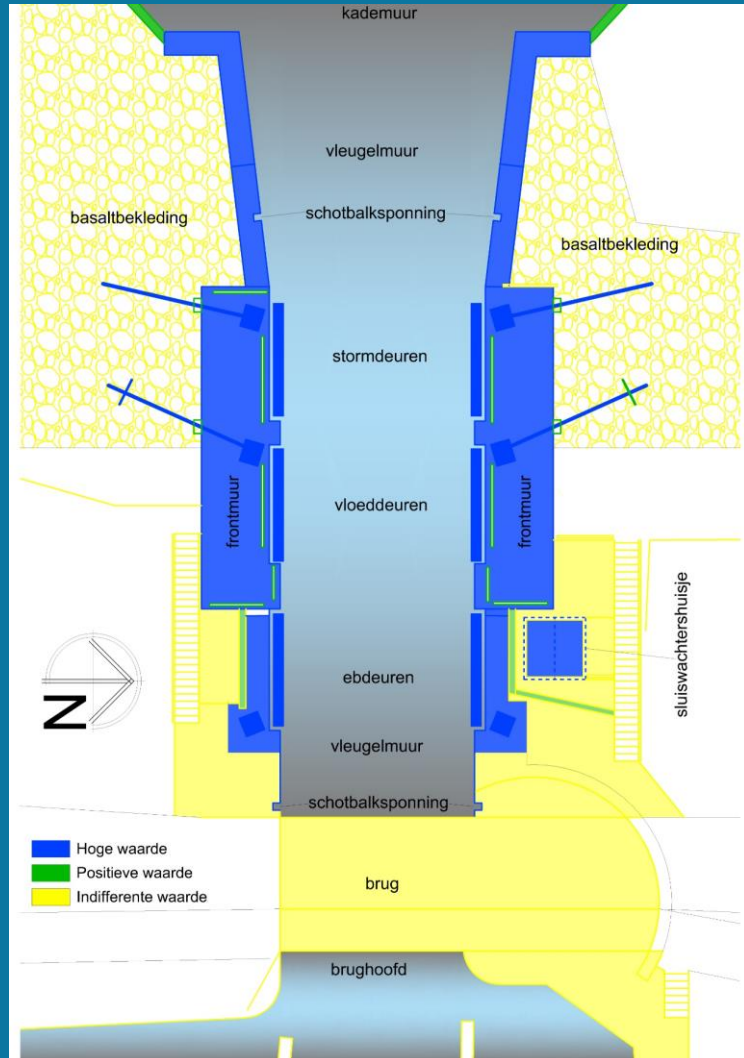 kademuur
vleugelmuur
schotbalksponning
basaltbekleding
basaltbekleding
stormdeuren
vloeddeuren
frontmuur
frontmuur
sluiswachtershuisje
ebdeuren
N
vleugelmuur
schotbalksponning
Hoge waarde
Positieve waarde
Indifferente waarde
brug
brughoofd